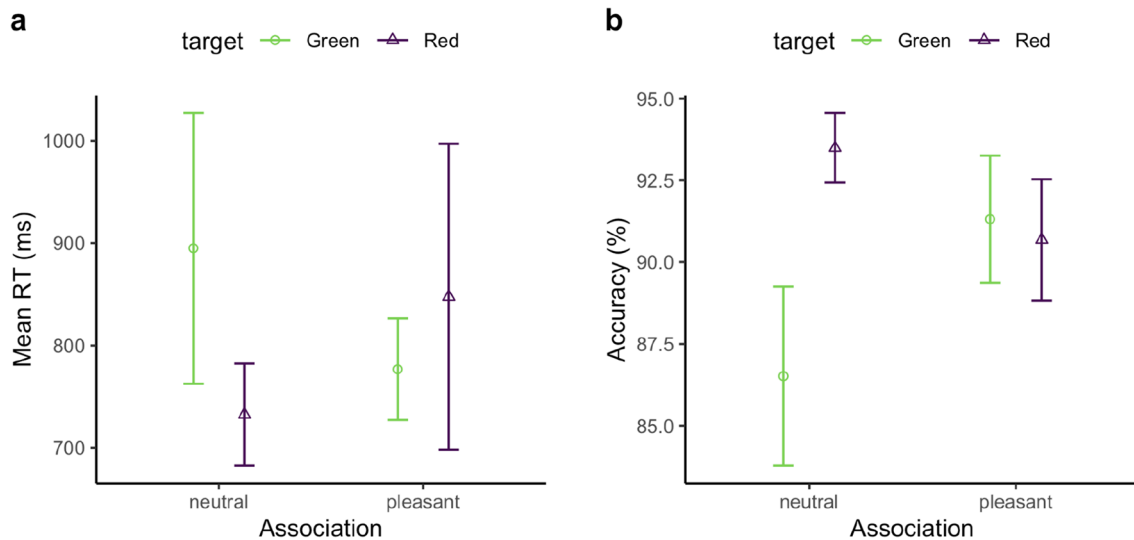 a
target Green Red
Mean RT (ms)
1000
900
800
700
neutral pleasant
Association
b
target Green Red
Accuracy (%)
95.0
92.5
90.0
87.5
85.0
neutral pleasant
Association